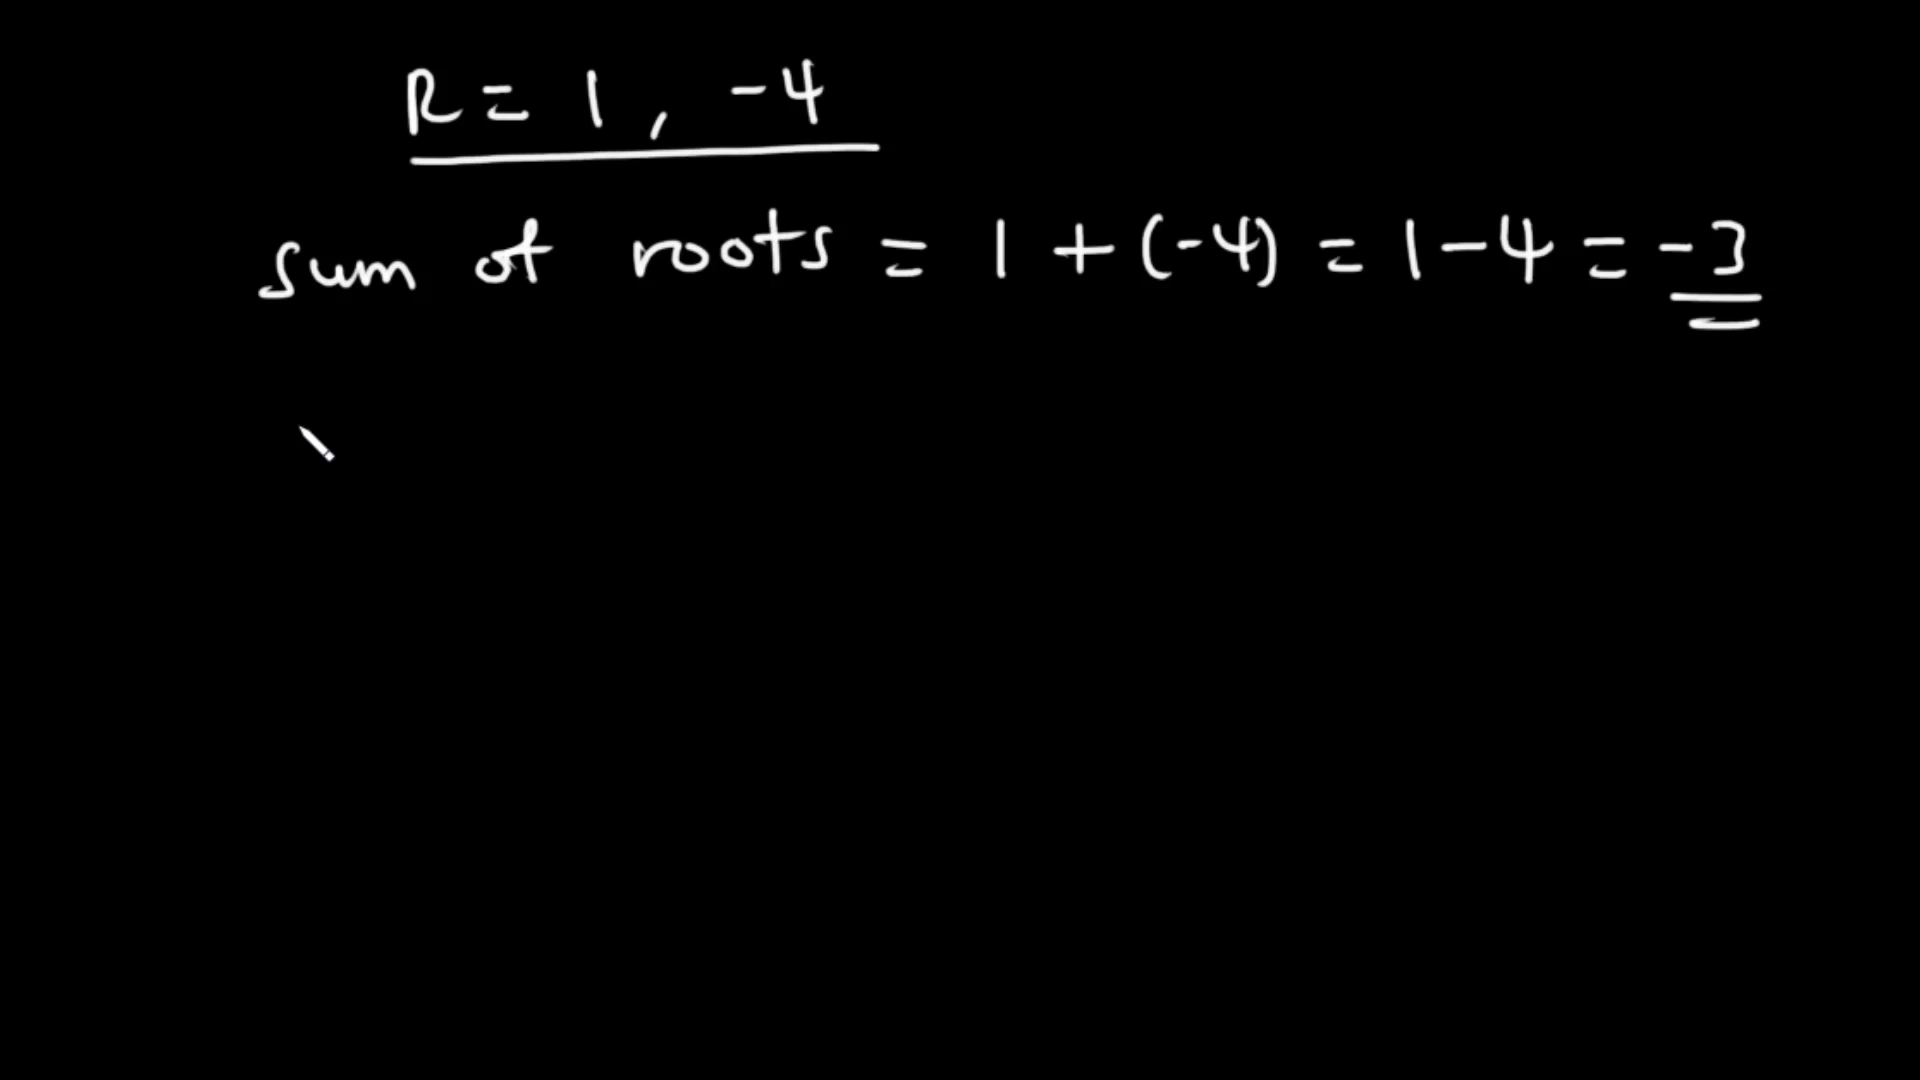 R = 1 , -4
sum of roots = 1 + (-4) = 1 - 4 = -3